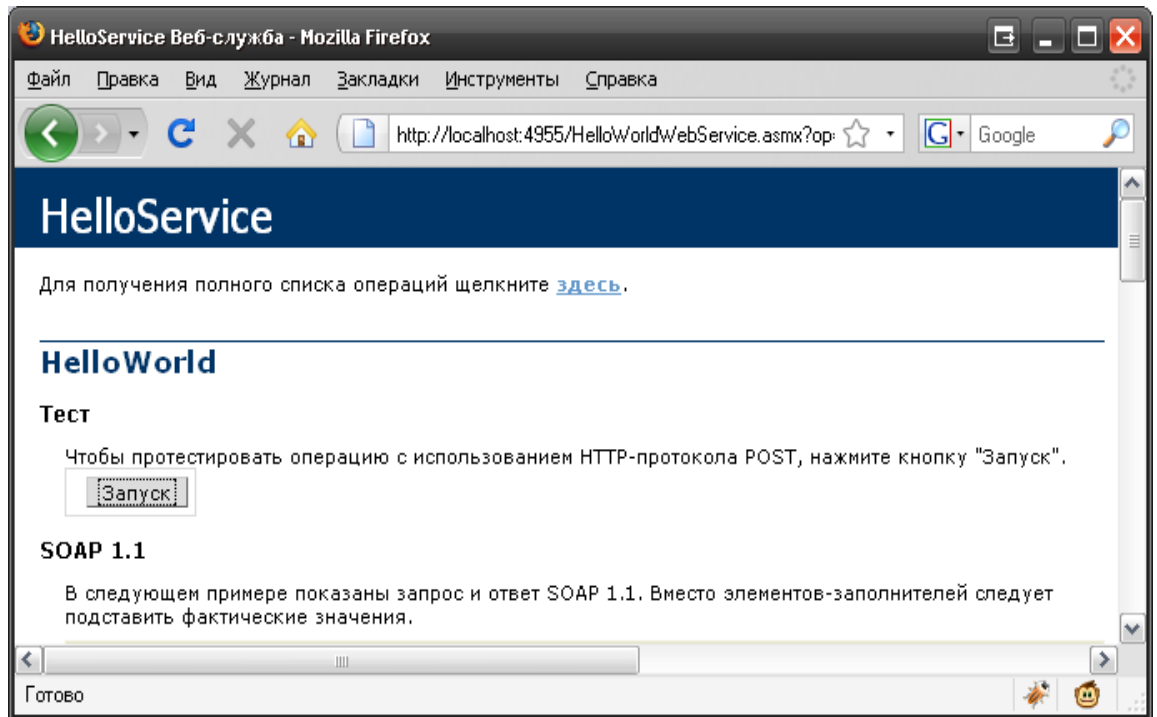 HelloService Веб-служба - Mozilla Firefox
Файл Правка Вид Журнал Закладки Инструменты Справка
http://localhost:4955/HelloWorldWebService.asmx?op
G Google
HelloService
Для получения полного списка операций щелкните здесь.
HelloWorld
Тест
Чтобы протестировать операцию с использованием HTTP-протокола POST, нажмите кнопку "Запуск".
Запуск
SOAP 1.1
В следующем примере показаны запрос и ответ SOAP 1.1. Вместо элементов-заполнителей следует
подставить фактические значения.
Готово